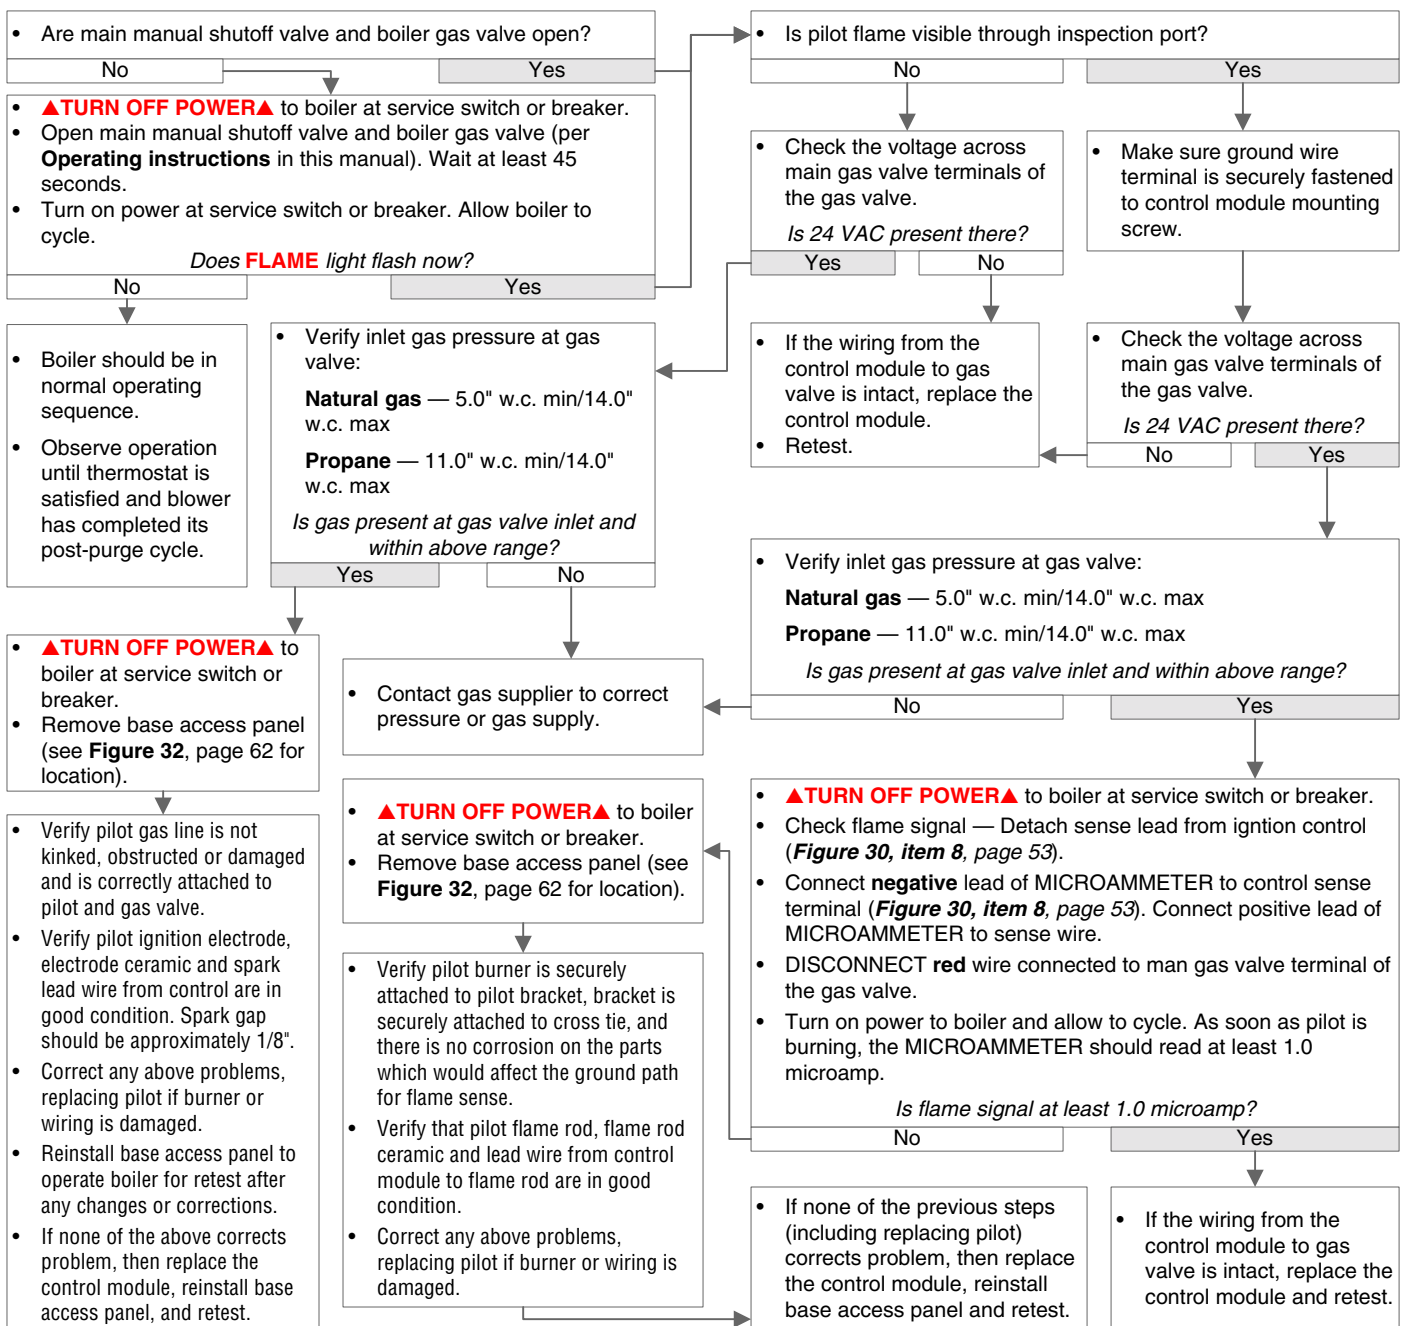 • Are main manual shutoff valve and boiler gas valve open?
No
Yes
• ▲TURN OFF POWER▲ to boiler at service switch or breaker.
• Open main manual shutoff valve and boiler gas valve (per
Operating instructions in this manual). Wait at least 45
seconds.
• Turn on power at service switch or breaker. Allow boiler to
cycle.
Does FLAME light flash now?
No
Yes
• Boiler should be in
normal operating
sequence.
• Observe operation
until thermostat is
satisfied and blower
has completed its
post-purge cycle.
• Verify inlet gas pressure at gas
valve:
Natural gas — 5.0" w.c. min/14.0"
w.c. max
Propane — 11.0" w.c. min/14.0"
w.c. max
Is gas present at gas valve inlet and
within above range?
Yes
No
• ▲TURN OFF POWER▲ to
boiler at service switch or
breaker.
• Remove base access panel
(see Figure 32, page 62 for
location).
• Contact gas supplier to correct
pressure or gas supply.
• Verify pilot gas line is not
kinked, obstructed or damaged
and is correctly attached to
pilot and gas valve.
• Verify pilot ignition electrode,
electrode ceramic and spark
lead wire from control are in
good condition. Spark gap
should be approximately 1/8".
• Correct any above problems,
replacing pilot if burner or
wiring is damaged.
• Reinstall base access panel to
operate boiler for retest after
any changes or corrections.
• If none of the above corrects
problem, then replace the
control module, reinstall base
access panel, and retest.
• ▲TURN OFF POWER▲ to boiler
at service switch or breaker.
• Remove base access panel (see
Figure 32, page 62 for location).
• Verify pilot burner is securely
attached to pilot bracket, bracket is
securely attached to cross tie, and
there is no corrosion on the parts
which would affect the ground path
for flame sense.
• Verify that pilot flame rod, flame rod
ceramic and lead wire from control
module to flame rod are in good
condition.
• Correct any above problems,
replacing pilot if burner or wiring is
damaged.
• Is pilot flame visible through inspection port?
No
Yes
• Check the voltage across
main gas valve terminals of
the gas valve.
Is 24 VAC present there?
Yes
No
• Make sure ground wire
terminal is securely fastened
to control module mounting
screw.
• If the wiring from the
control module to gas
valve is intact, replace the
control module.
• Retest.
• Check the voltage across
main gas valve terminals of
the gas valve.
Is 24 VAC present there?
No
Yes
• Verify inlet gas pressure at gas valve:
Natural gas — 5.0" w.c. min/14.0" w.c. max
Propane — 11.0" w.c. min/14.0" w.c. max
Is gas present at gas valve inlet and within above range?
No
Yes
• ▲TURN OFF POWER▲ to boiler at service switch or breaker.
• Check flame signal — Detach sense lead from igntion control
(Figure 30, item 8, page 53).
• Connect negative lead of MICROAMMETER to control sense
terminal (Figure 30, item 8, page 53). Connect positive lead of
MICROAMMETER to sense wire.
• DISCONNECT red wire connected to man gas valve terminal of
the gas valve.
• Turn on power to boiler and allow to cycle. As soon as pilot is
burning, the MICROAMMETER should read at least 1.0
microamp.
Is flame signal at least 1.0 microamp?
No
Yes
• If none of the previous steps
(including replacing pilot)
corrects problem, then replace
the control module, reinstall
base access panel and retest.
• If the wiring from the
control module to gas
valve is intact, replace the
control module and retest.